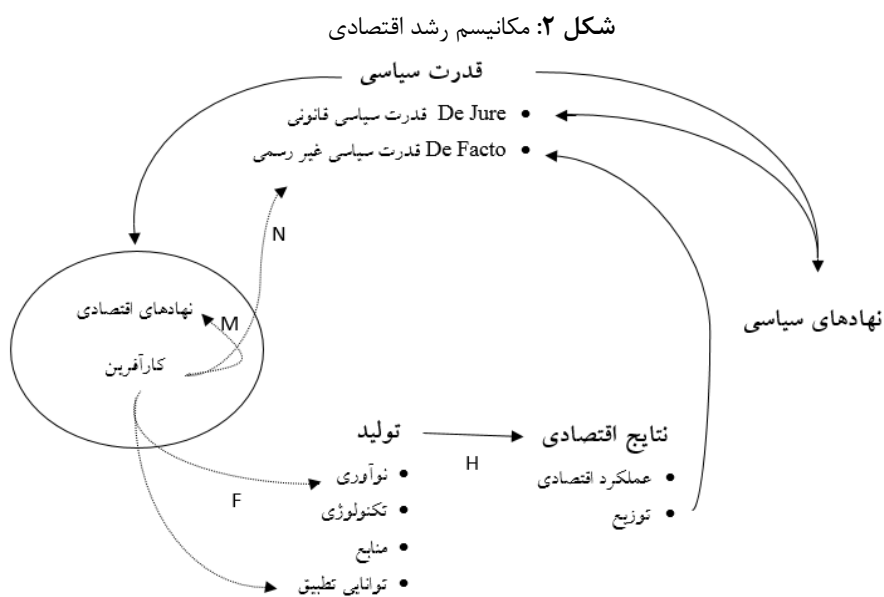 شکل ۲: مکانیسم رشد اقتصادی
قدرت سیاسی
• De Jure قدرت سیاسی قانونی
• De Facto قدرت سیاسی غیر رسمی
N
نهادهای اقتصادی
M
نهادهای سیاسی
کارآفرین
تولید
نتایج اقتصادی
H
• نوآوری
• عملکرد اقتصادی
F
• تکنولوژی
• توزیع
• منابع
• توانایی تطبیق